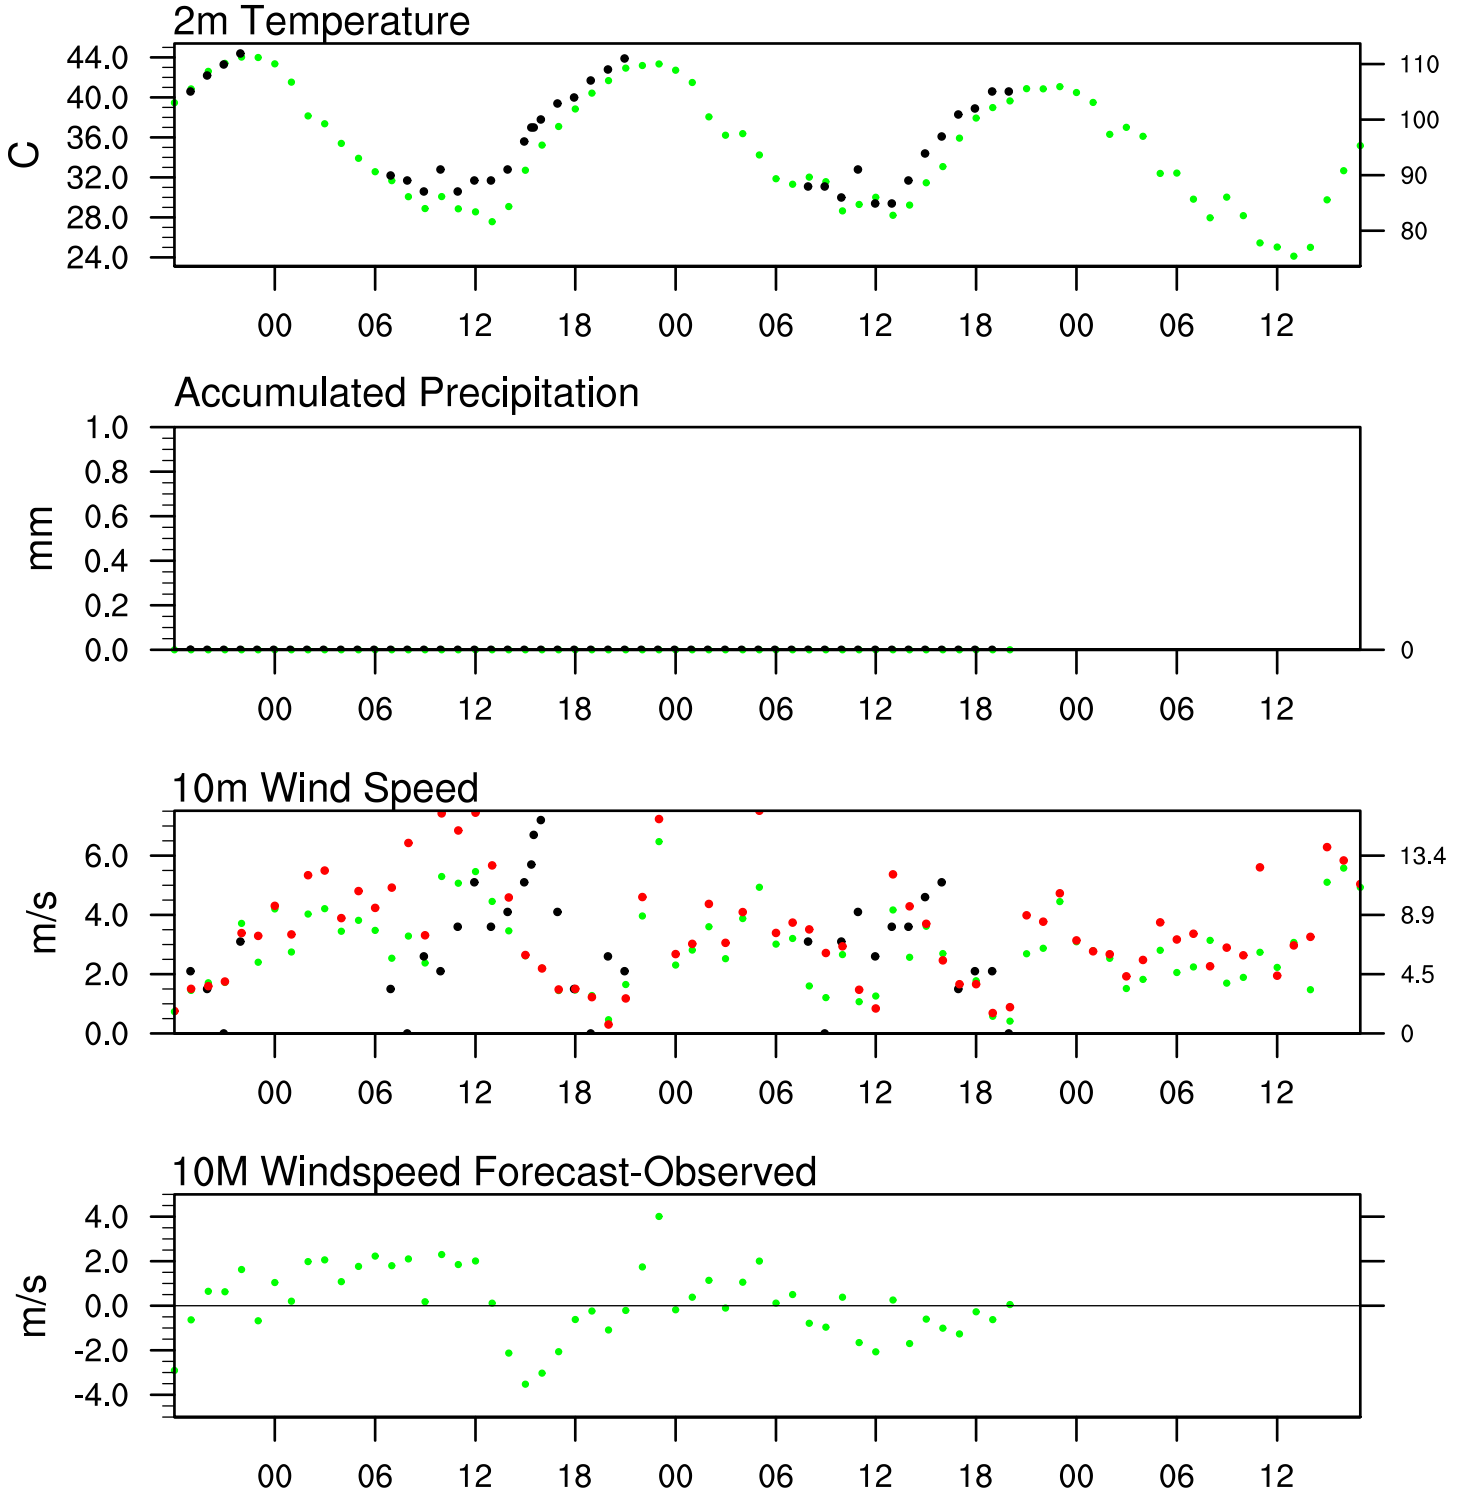 2m Temperature
44.0
40.0
36.0
32.0
28.0
24.0
C
110
100
90
80
00 06 12 18 00 06 12 18 00 06 12
Accumulated Precipitation
1.0
0.8
0.6
0.4
0.2
0.0
mm
0
00 06 12 18 00 06 12 18 00 06 12
10m Wind Speed
6.0
4.0
2.0
0.0
m/s
13.4
8.9
4.5
0
00 06 12 18 00 06 12 18 00 06 12
10M Windspeed Forecast-Observed
4.0
2.0
0.0
-2.0
-4.0
m/s
00 06 12 18 00 06 12 18 00 06 12